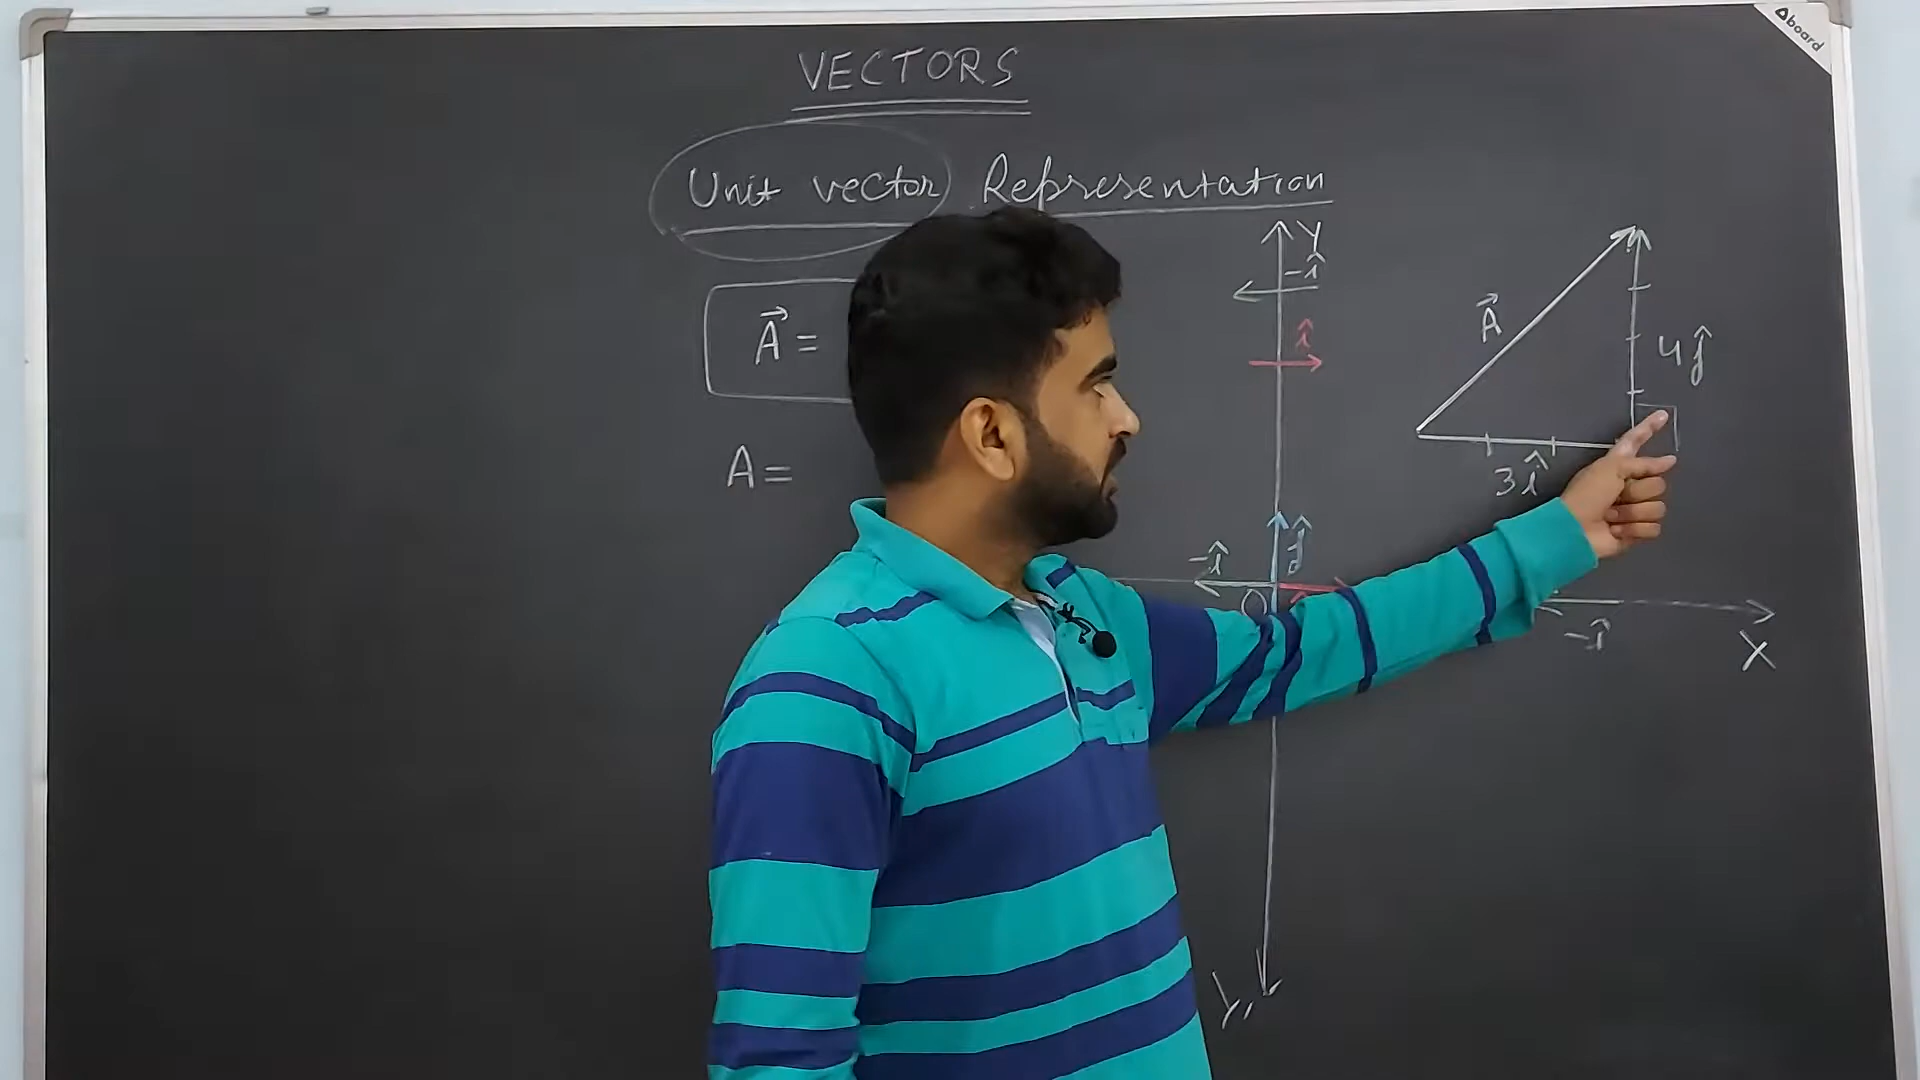 board
VECTORS
Unit vector Representation
Y
-î
î
A⃗ =
A⃗
4ĵ
A =
3î
-î
ĵ
O
-î
X
Y'